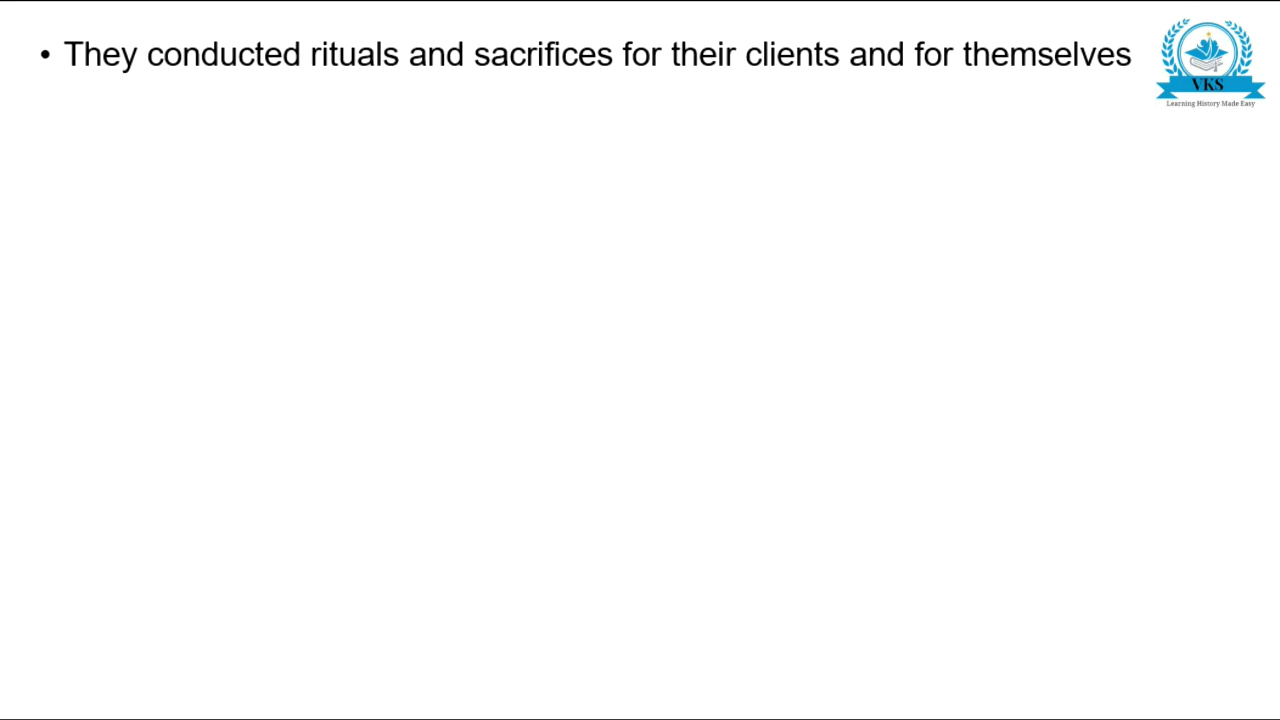 • They conducted rituals and sacrifices for their clients and for themselves
VKS
Learning History Made Easy